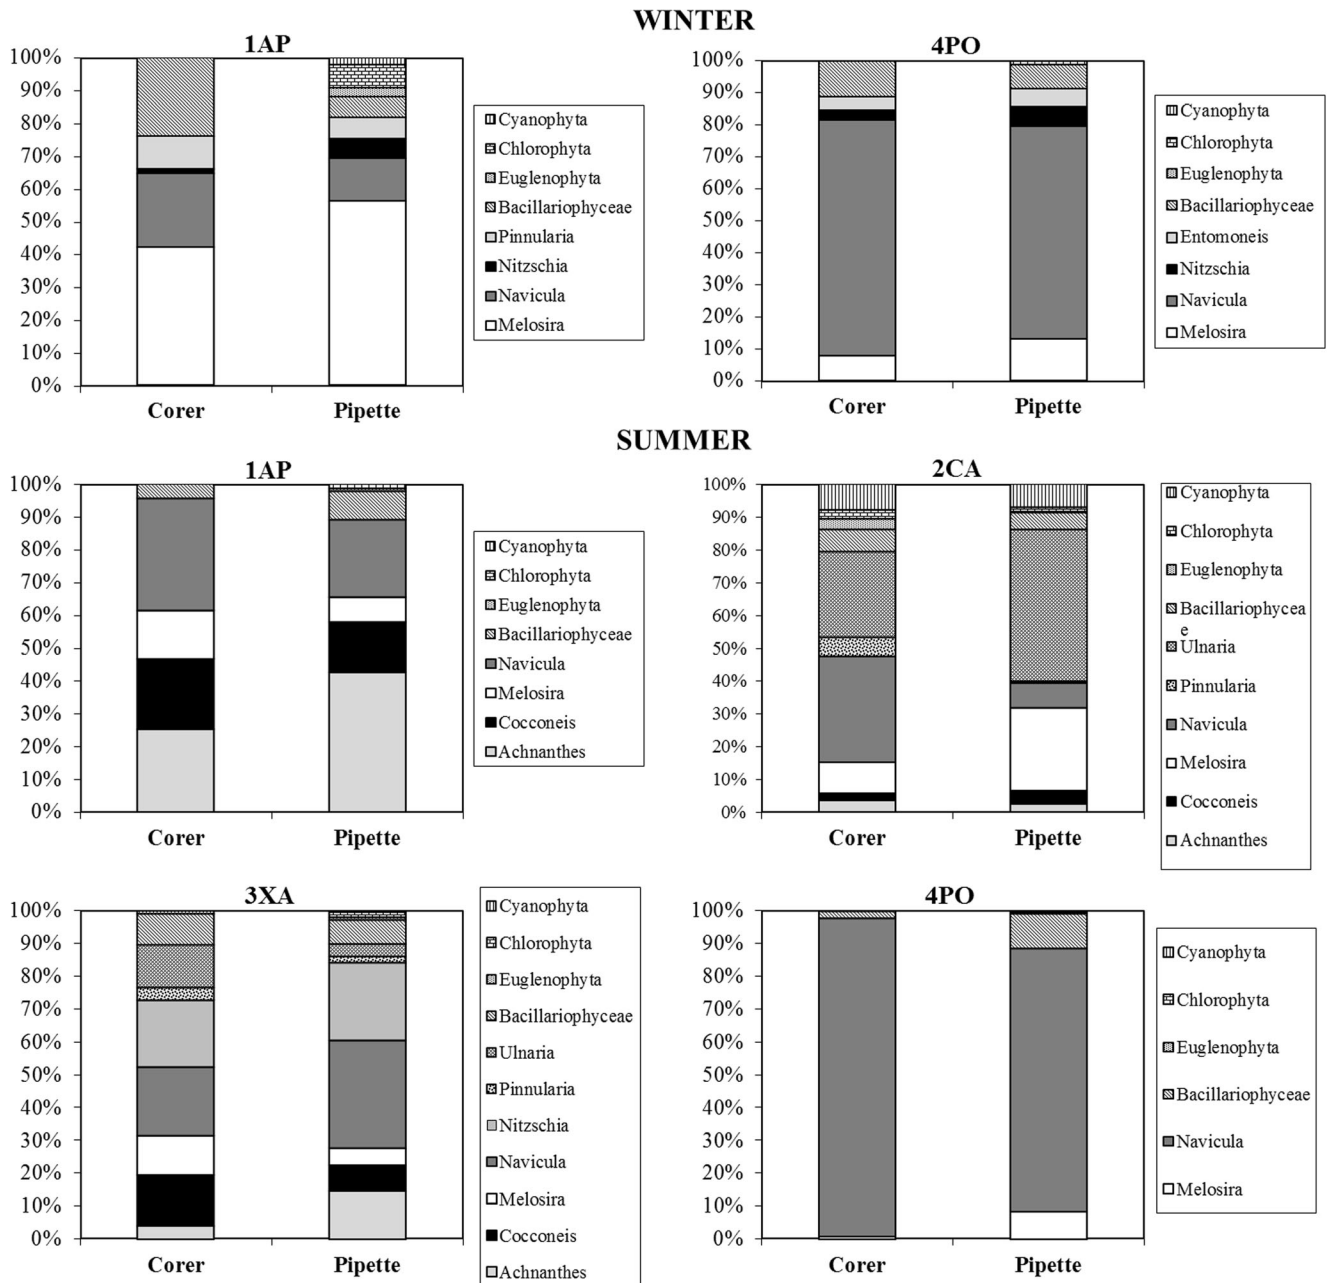 WINTER
1AP
100%
90%
80%
70%
60%
50%
40%
30%
20%
10%
0%
Corer
Pipette
Cyanophyta
Chlorophyta
Euglenophyta
Bacillariophyceae
Pinnularia
Nitzschia
Navicula
Melosira
4PO
100%
90%
80%
70%
60%
50%
40%
30%
20%
10%
0%
Corer
Pipette
Cyanophyta
Chlorophyta
Euglenophyta
Bacillariophyceae
Entomoneis
Nitzschia
Navicula
Melosira
SUMMER
1AP
100%
90%
80%
70%
60%
50%
40%
30%
20%
10%
0%
Corer
Pipette
Cyanophyta
Chlorophyta
Euglenophyta
Bacillariophyceae
Navicula
Melosira
Cocconeis
Achnanthes
2CA
100%
90%
80%
70%
60%
50%
40%
30%
20%
10%
0%
Corer
Pipette
Cyanophyta
Chlorophyta
Euglenophyta
Bacillariophycea
e
Ulnaria
Pinnularia
Navicula
Melosira
Cocconeis
Achnanthes
3XA
100%
90%
80%
70%
60%
50%
40%
30%
20%
10%
0%
Corer
Pipette
Cyanophyta
Chlorophyta
Euglenophyta
Bacillariophyceae
Ulnaria
Pinnularia
Nitzschia
Navicula
Melosira
Cocconeis
Achnanthes
4PO
100%
90%
80%
70%
60%
50%
40%
30%
20%
10%
0%
Corer
Pipette
Cyanophyta
Chlorophyta
Euglenophyta
Bacillariophyceae
Navicula
Melosira